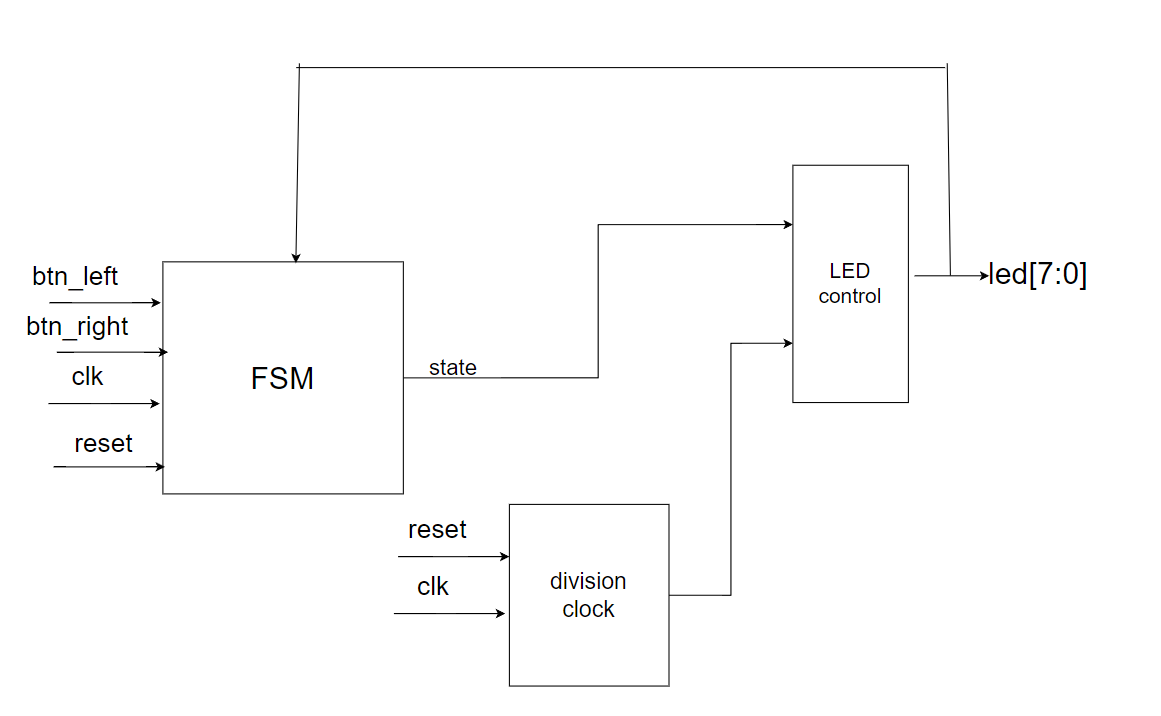 btn_left
btn_right
clk
reset
FSM
state
LED
control
led[7:0]
reset
clk
division
clock